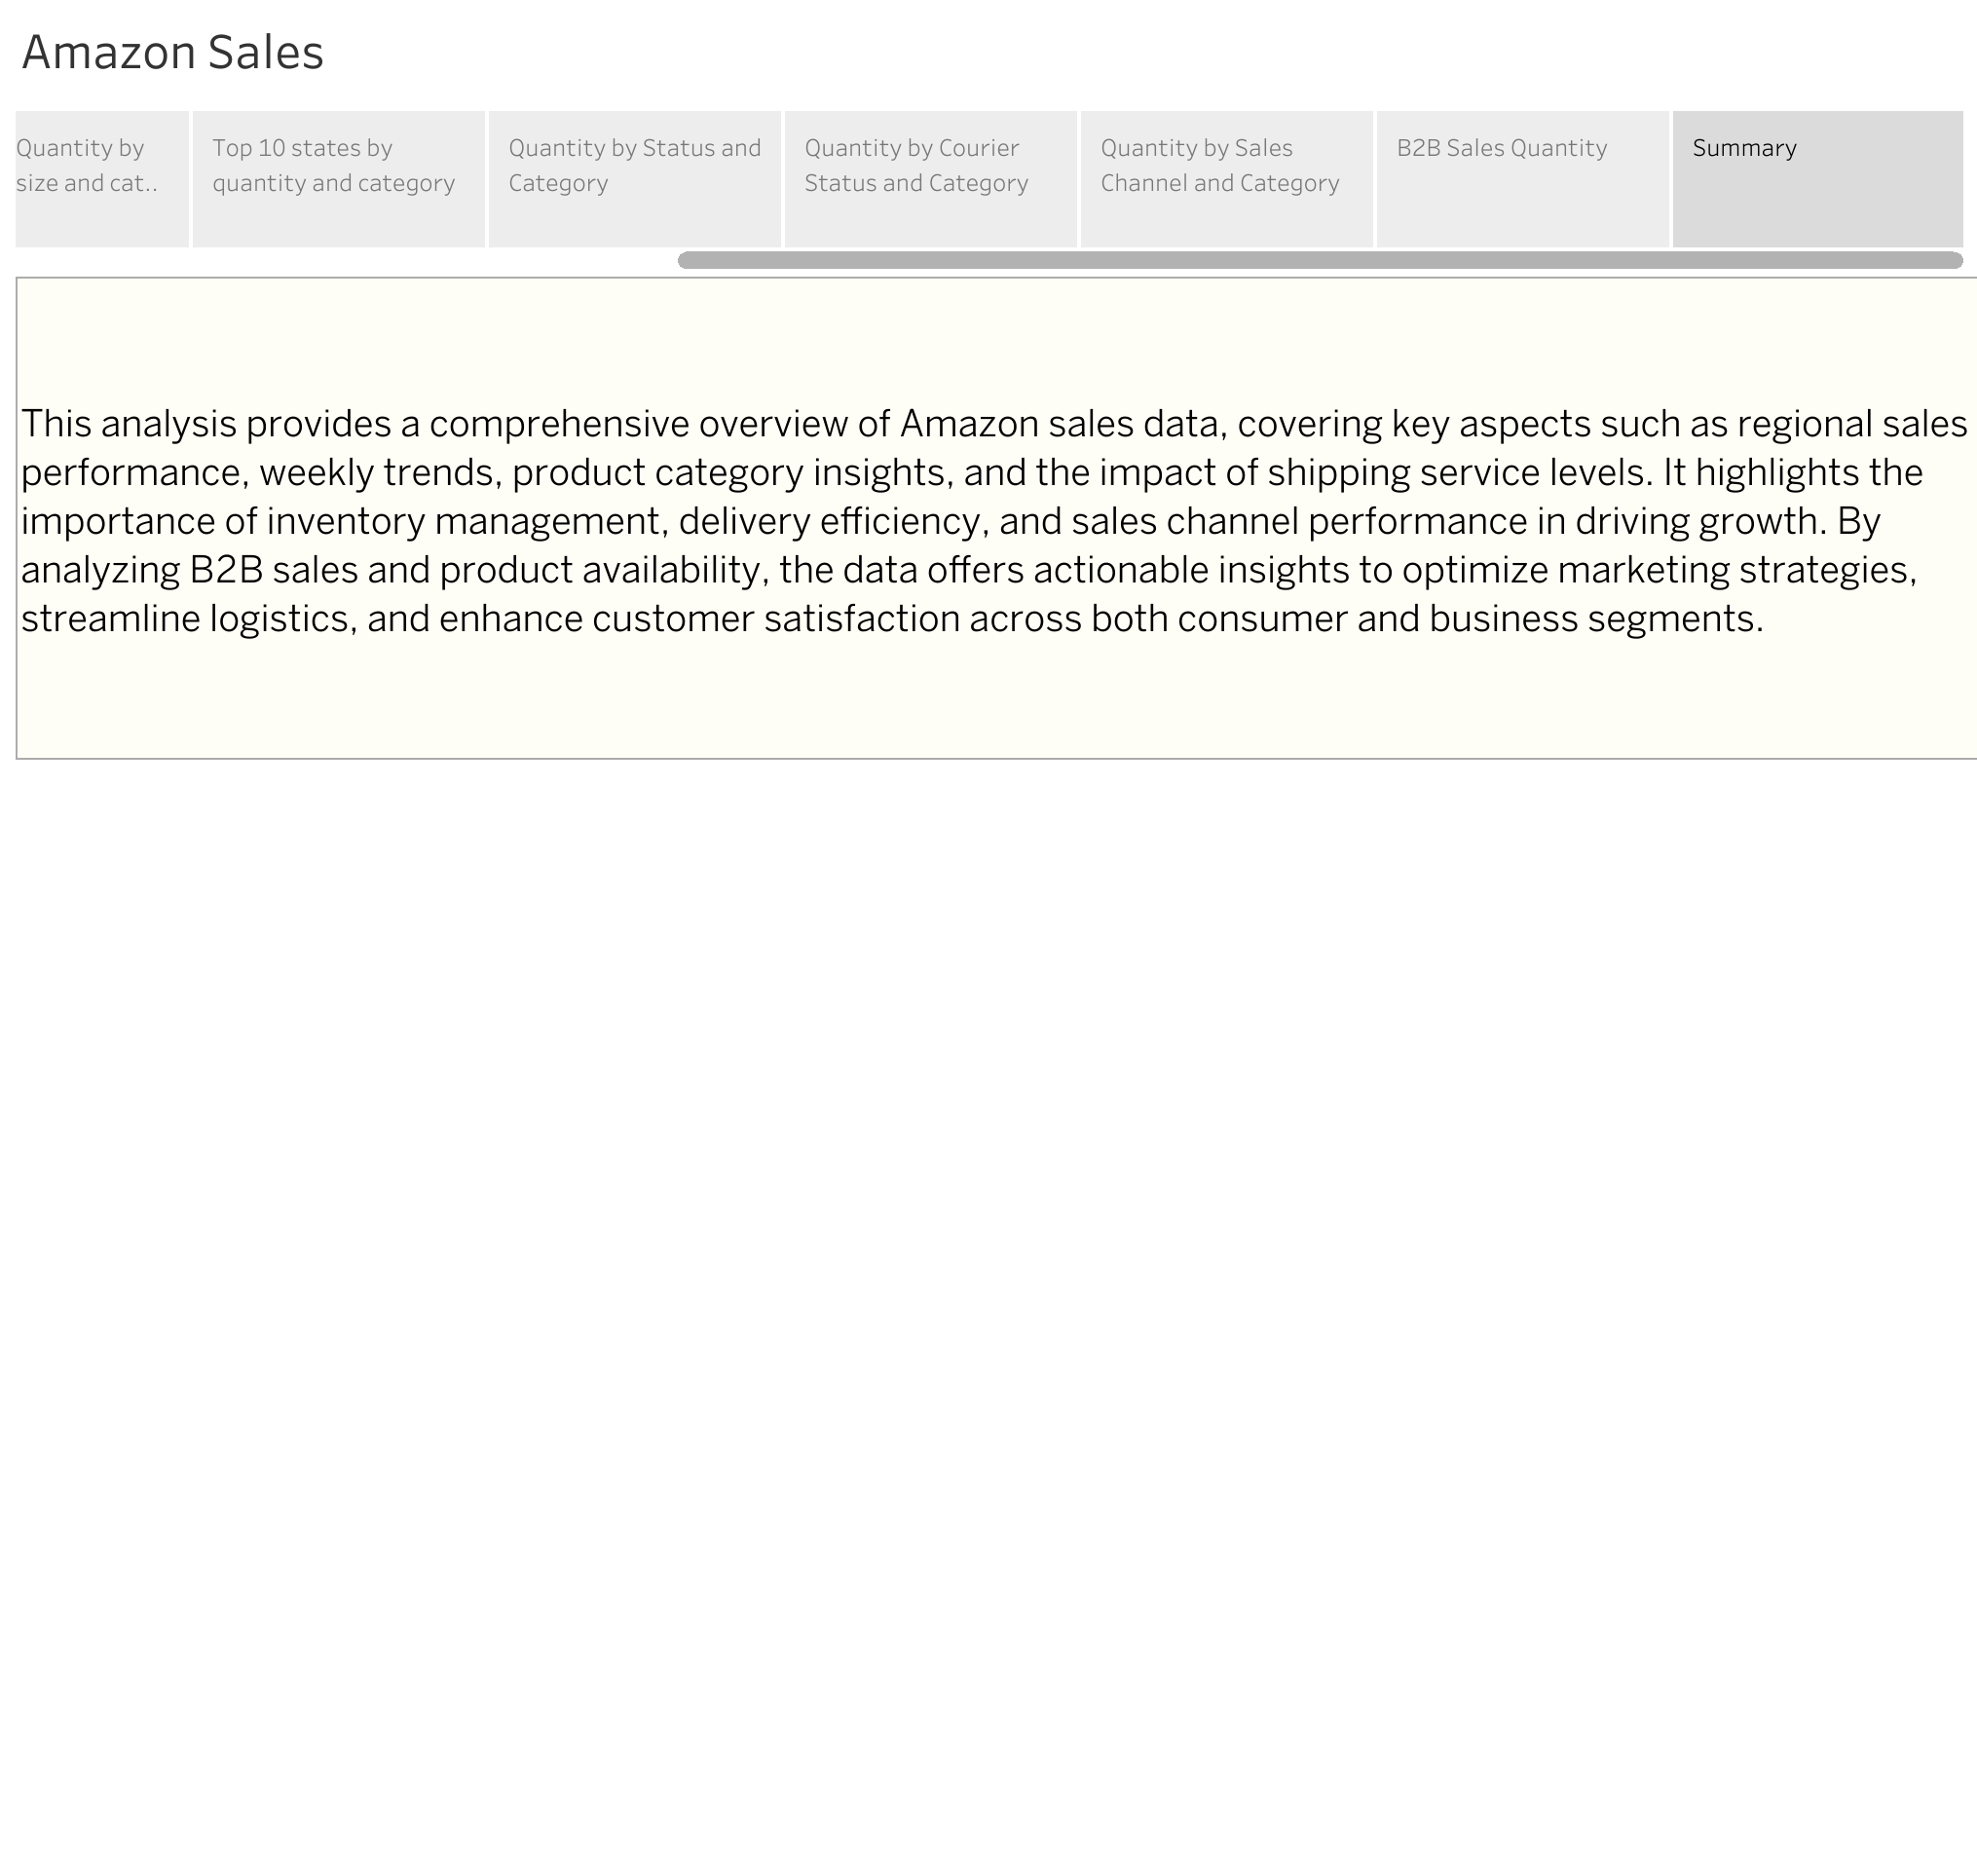 Amazon Sales
Quantity by
size and cat..
Top 10 states by
quantity and category
Quantity by Status and
Category
Quantity by Courier
Status and Category
Quantity by Sales
Channel and Category
B2B Sales Quantity
Summary
This analysis provides a comprehensive overview of Amazon sales data, covering key aspects such as regional sales
performance, weekly trends, product category insights, and the impact of shipping service levels. It highlights the
importance of inventory management, delivery efficiency, and sales channel performance in driving growth. By
analyzing B2B sales and product availability, the data offers actionable insights to optimize marketing strategies,
streamline logistics, and enhance customer satisfaction across both consumer and business segments.